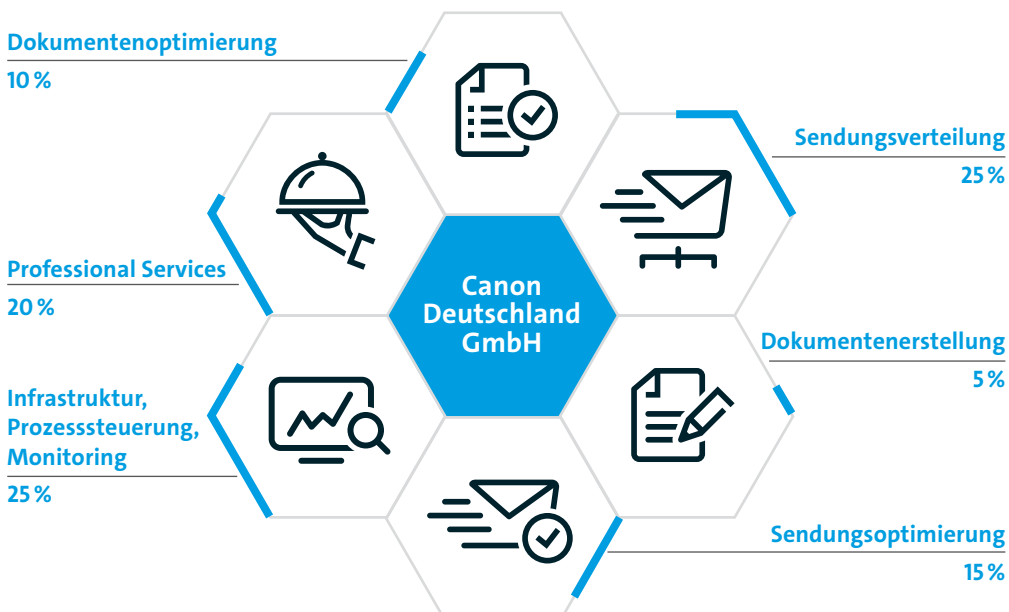 Dokumentenoptimierung
10 %
Sendungsverteilung
25 %
Professional Services
20 %
Canon
Deutschland
GmbH
Dokumentenerstellung
5 %
Infrastruktur,
Prozesssteuerung,
Monitoring
25 %
Sendungsoptimierung
15 %